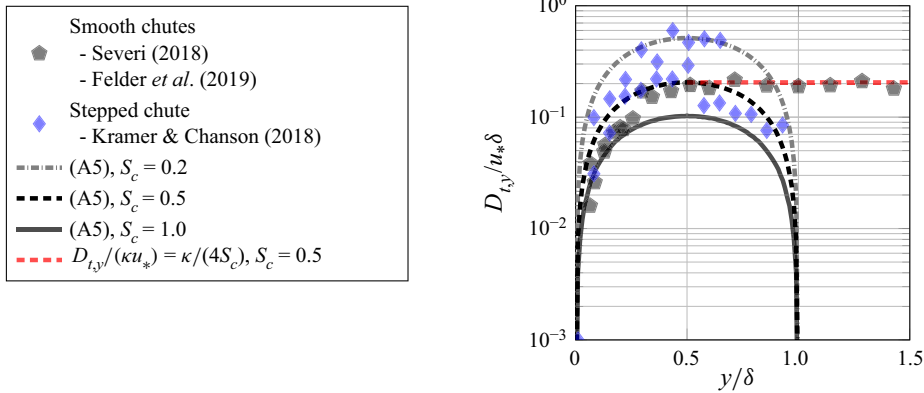 Smooth chutes
- Severi (2018)
- Felder et al. (2019)
Stepped chute
- Kramer & Chanson (2018)
(A5), S_c = 0.2
(A5), S_c = 0.5
(A5), S_c = 1.0
D_{t,y}/(κu_*) = κ/(4S_c), S_c = 0.5
D_{t,y}/u_*δ
10^0
10^{−1}
10^{−2}
10^{−3}
0
0.5
1.0
1.5
y/δ